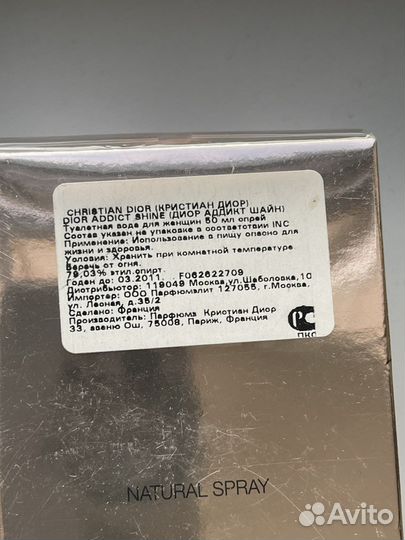 CHRISTIAN DIOR (КРИСТИАН ДИОР)
DIOR ADDICT SHINE (ДИОР АДДИКТ ШАЙН)
Туалетная вода для женщин 50 мл спрей
Состав указан на упаковке в соответствии INC
Применение: Использование в пищу опасно для
жизни и здоровья.
Условия: Хранить при комнатной температуре
Беречь от огня.
79,03% этил.спирт.
Годен до: 03.2011. F062622709
Дистрибьютор: 119049 Москва,ул.Шаболовка,10
Импортер: ООО Парфюмэлит 127055, г.Москва,
ул. Лесная, д.35/2
Сделано: Франция
Производитель: Парфюмз Кристиан Диор
33, авеню Ош, 75008, Париж, Франция
РС
ПКС
NATURAL SPRAY
Avito